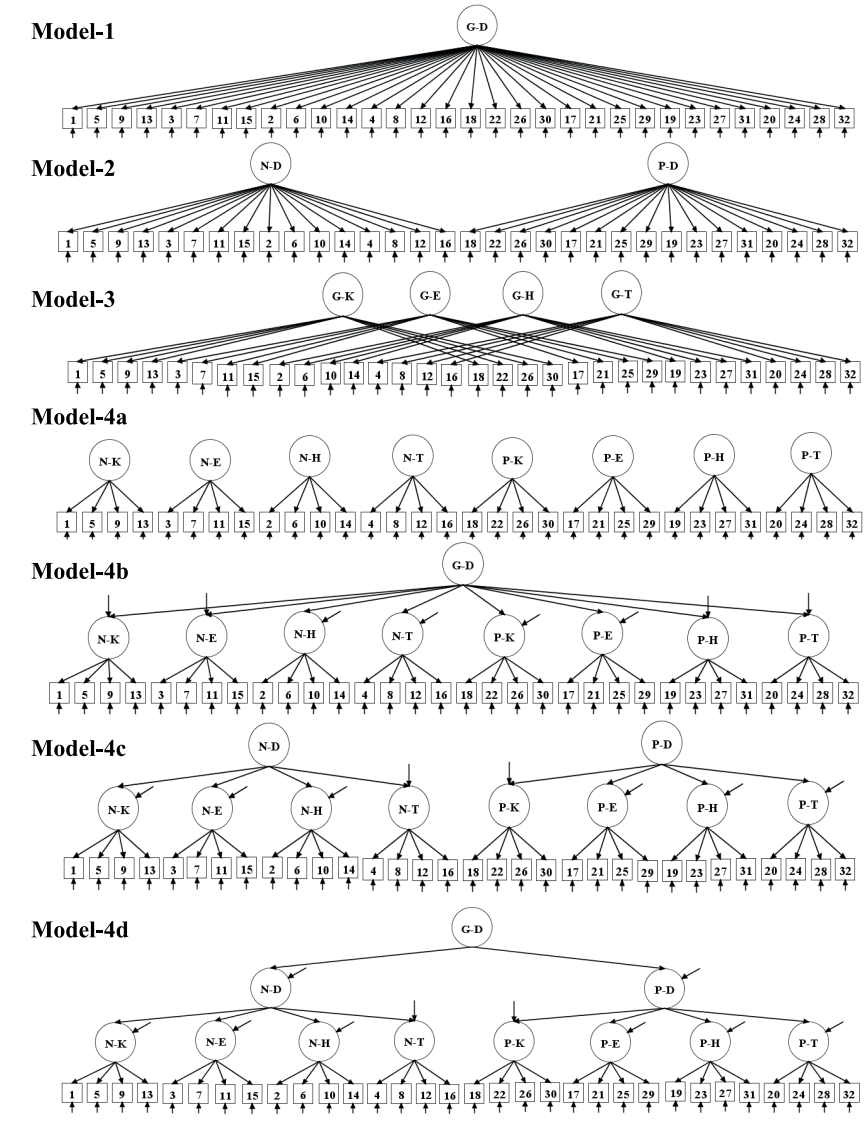 Model-1
G-D
1 5 9 13 3 7 11 15 2 6 10 14 4 8 12 16 18 22 26 30 17 21 25 29 19 23 27 31 20 24 28 32
Model-2
N-D P-D
1 5 9 13 3 7 11 15 2 6 10 14 4 8 12 16 18 22 26 30 17 21 25 29 19 23 27 31 20 24 28 32
Model-3
G-K G-E G-H G-T
1 5 9 13 3 7 11 15 2 6 10 14 4 8 12 16 18 22 26 30 17 21 25 29 19 23 27 31 20 24 28 32
Model-4a
N-K N-E N-H N-T P-K P-E P-H P-T
1 5 9 13 3 7 11 15 2 6 10 14 4 8 12 16 18 22 26 30 17 21 25 29 19 23 27 31 20 24 28 32
Model-4b
G-D
N-K N-E N-H N-T P-K P-E P-H P-T
1 5 9 13 3 7 11 15 2 6 10 14 4 8 12 16 18 22 26 30 17 21 25 29 19 23 27 31 20 24 28 32
Model-4c
N-D P-D
N-K N-E N-H N-T P-K P-E P-H P-T
1 5 9 13 3 7 11 15 2 6 10 14 4 8 12 16 18 22 26 30 17 21 25 29 19 23 27 31 20 24 28 32
Model-4d
G-D
N-D P-D
N-K N-E N-H N-T P-K P-E P-H P-T
1 5 9 13 3 7 11 15 2 6 10 14 4 8 12 16 18 22 26 30 17 21 25 29 19 23 27 31 20 24 28 32